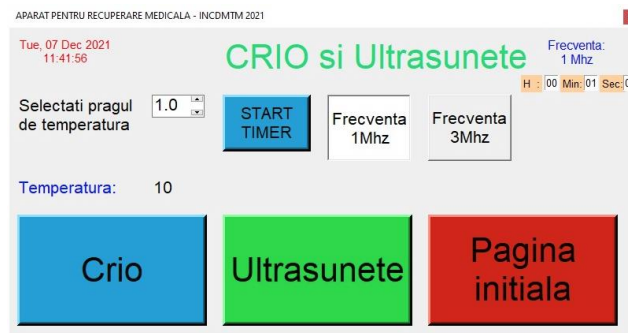 APARAT PENTRU RECUPERARE MEDICALA - INCDMTM 2021
Tue, 07 Dec 2021
11:41:56
CRIO si Ultrasunete
Frecventa:
1 Mhz
H : 00 Min: 01 Sec:
Selectati pragul
de temperatura
1.0
START
TIMER
Frecventa
1Mhz
Frecventa
3Mhz
Temperatura: 10
Crio
Ultrasunete
Pagina
initiala